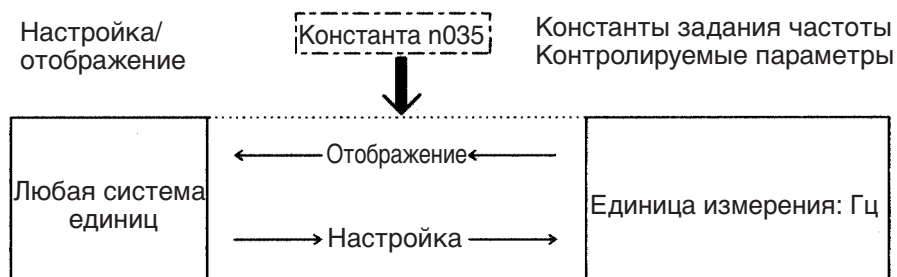 Настройка/
отображение
Константа n035
Константы задания частоты
Контролируемые параметры
Любая система
единиц
Отображение
Настройка
Единица измерения: Гц